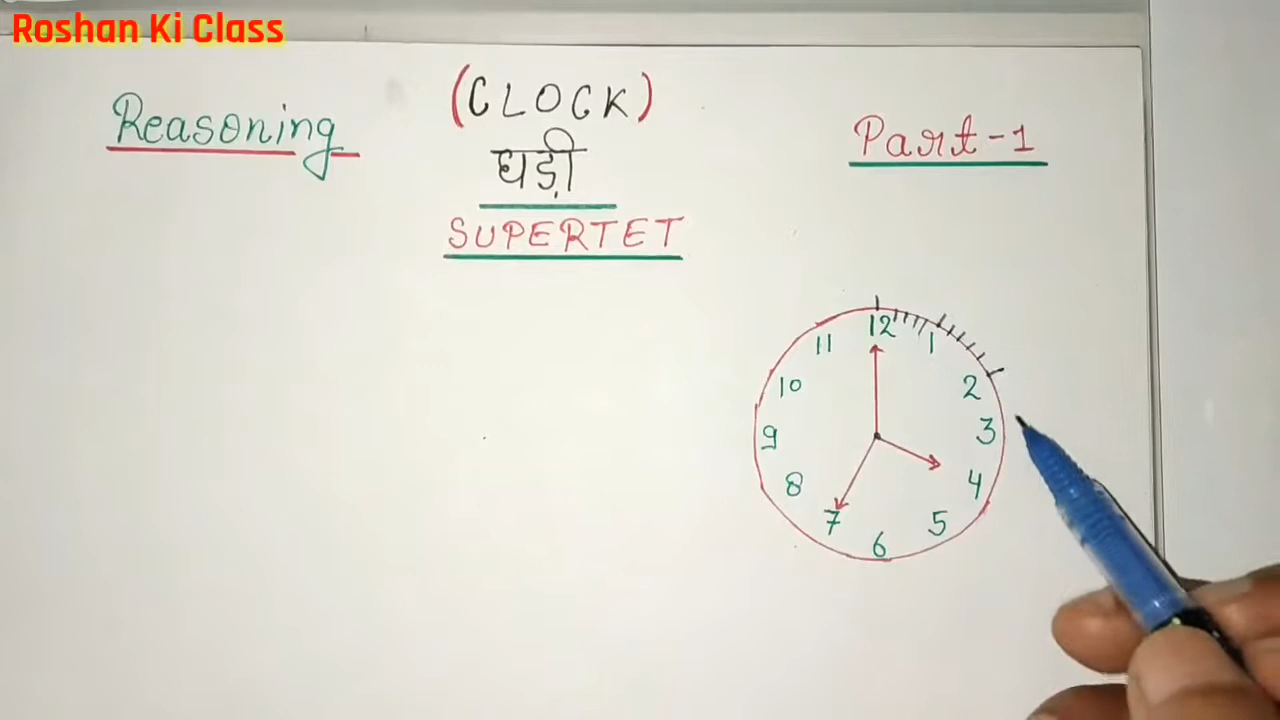 Roshan Ki Class
Reasoning
(CLOCK)
घड़ी
SUPERTET
Part-1
12
1
2
3
4
5
6
7
8
9
10
11